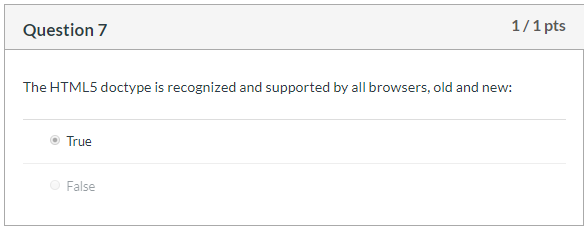 Question 7
1 / 1 pts
The HTML5 doctype is recognized and supported by all browsers, old and new:
True
False